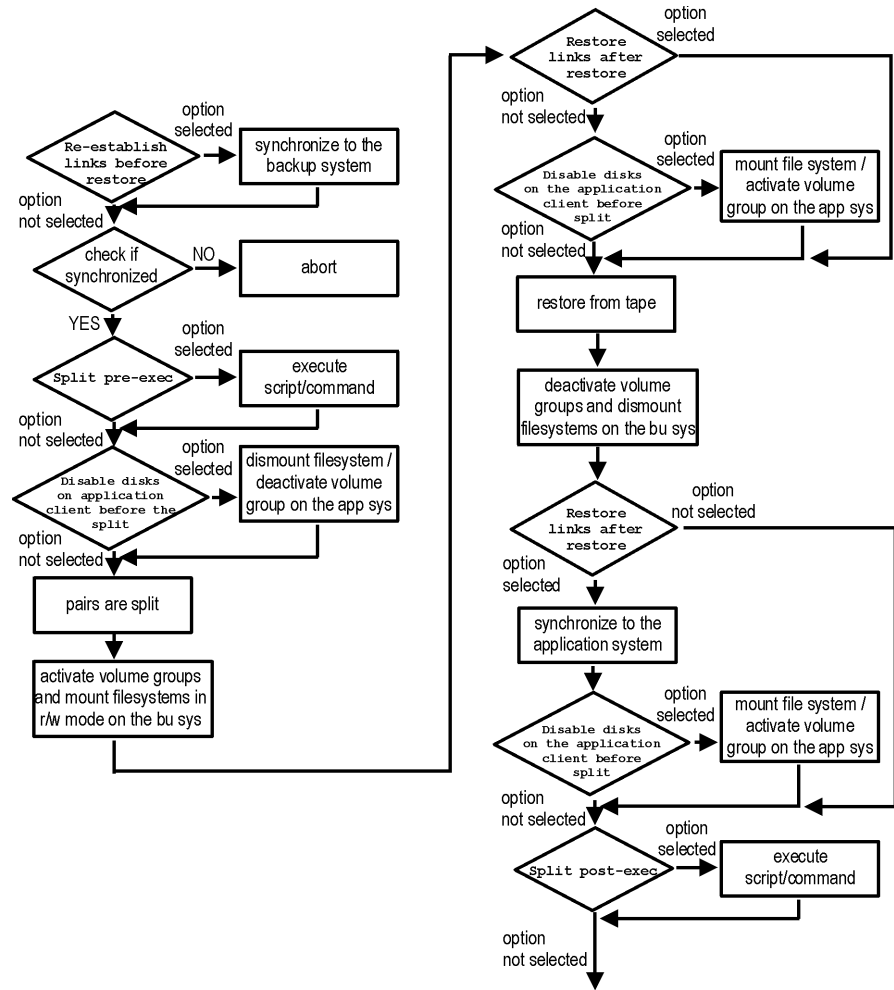 Re-establish
links before
restore
option
selected
synchronize to the
backup system
option
not selected
check if
synchronized
NO
abort
YES
Split pre-exec
option
selected
execute
script/command
option
not selected
Disable disks
on application
client before the
split
option
selected
dismount filesystem /
deactivate volume
group on the app sys
option
not selected
pairs are split
activate volume groups
and mount filesystems in
r/w mode on the bu sys
Restore
links after
restore
option
selected
option
not selected
Disable disks
on the application
client before
split
option
selected
mount file system /
activate volume
group on the app sys
option
not selected
restore from tape
deactivate volume
groups and dismount
filesystems on the bu sys
Restore
links after
restore
option
not selected
option
selected
synchronize to the
application system
Disable disks
on the application
client before
split
option
selected
mount file system /
activate volume
group on the app sys
option
not selected
Split post-exec
option
selected
execute
script/command
option
not selected